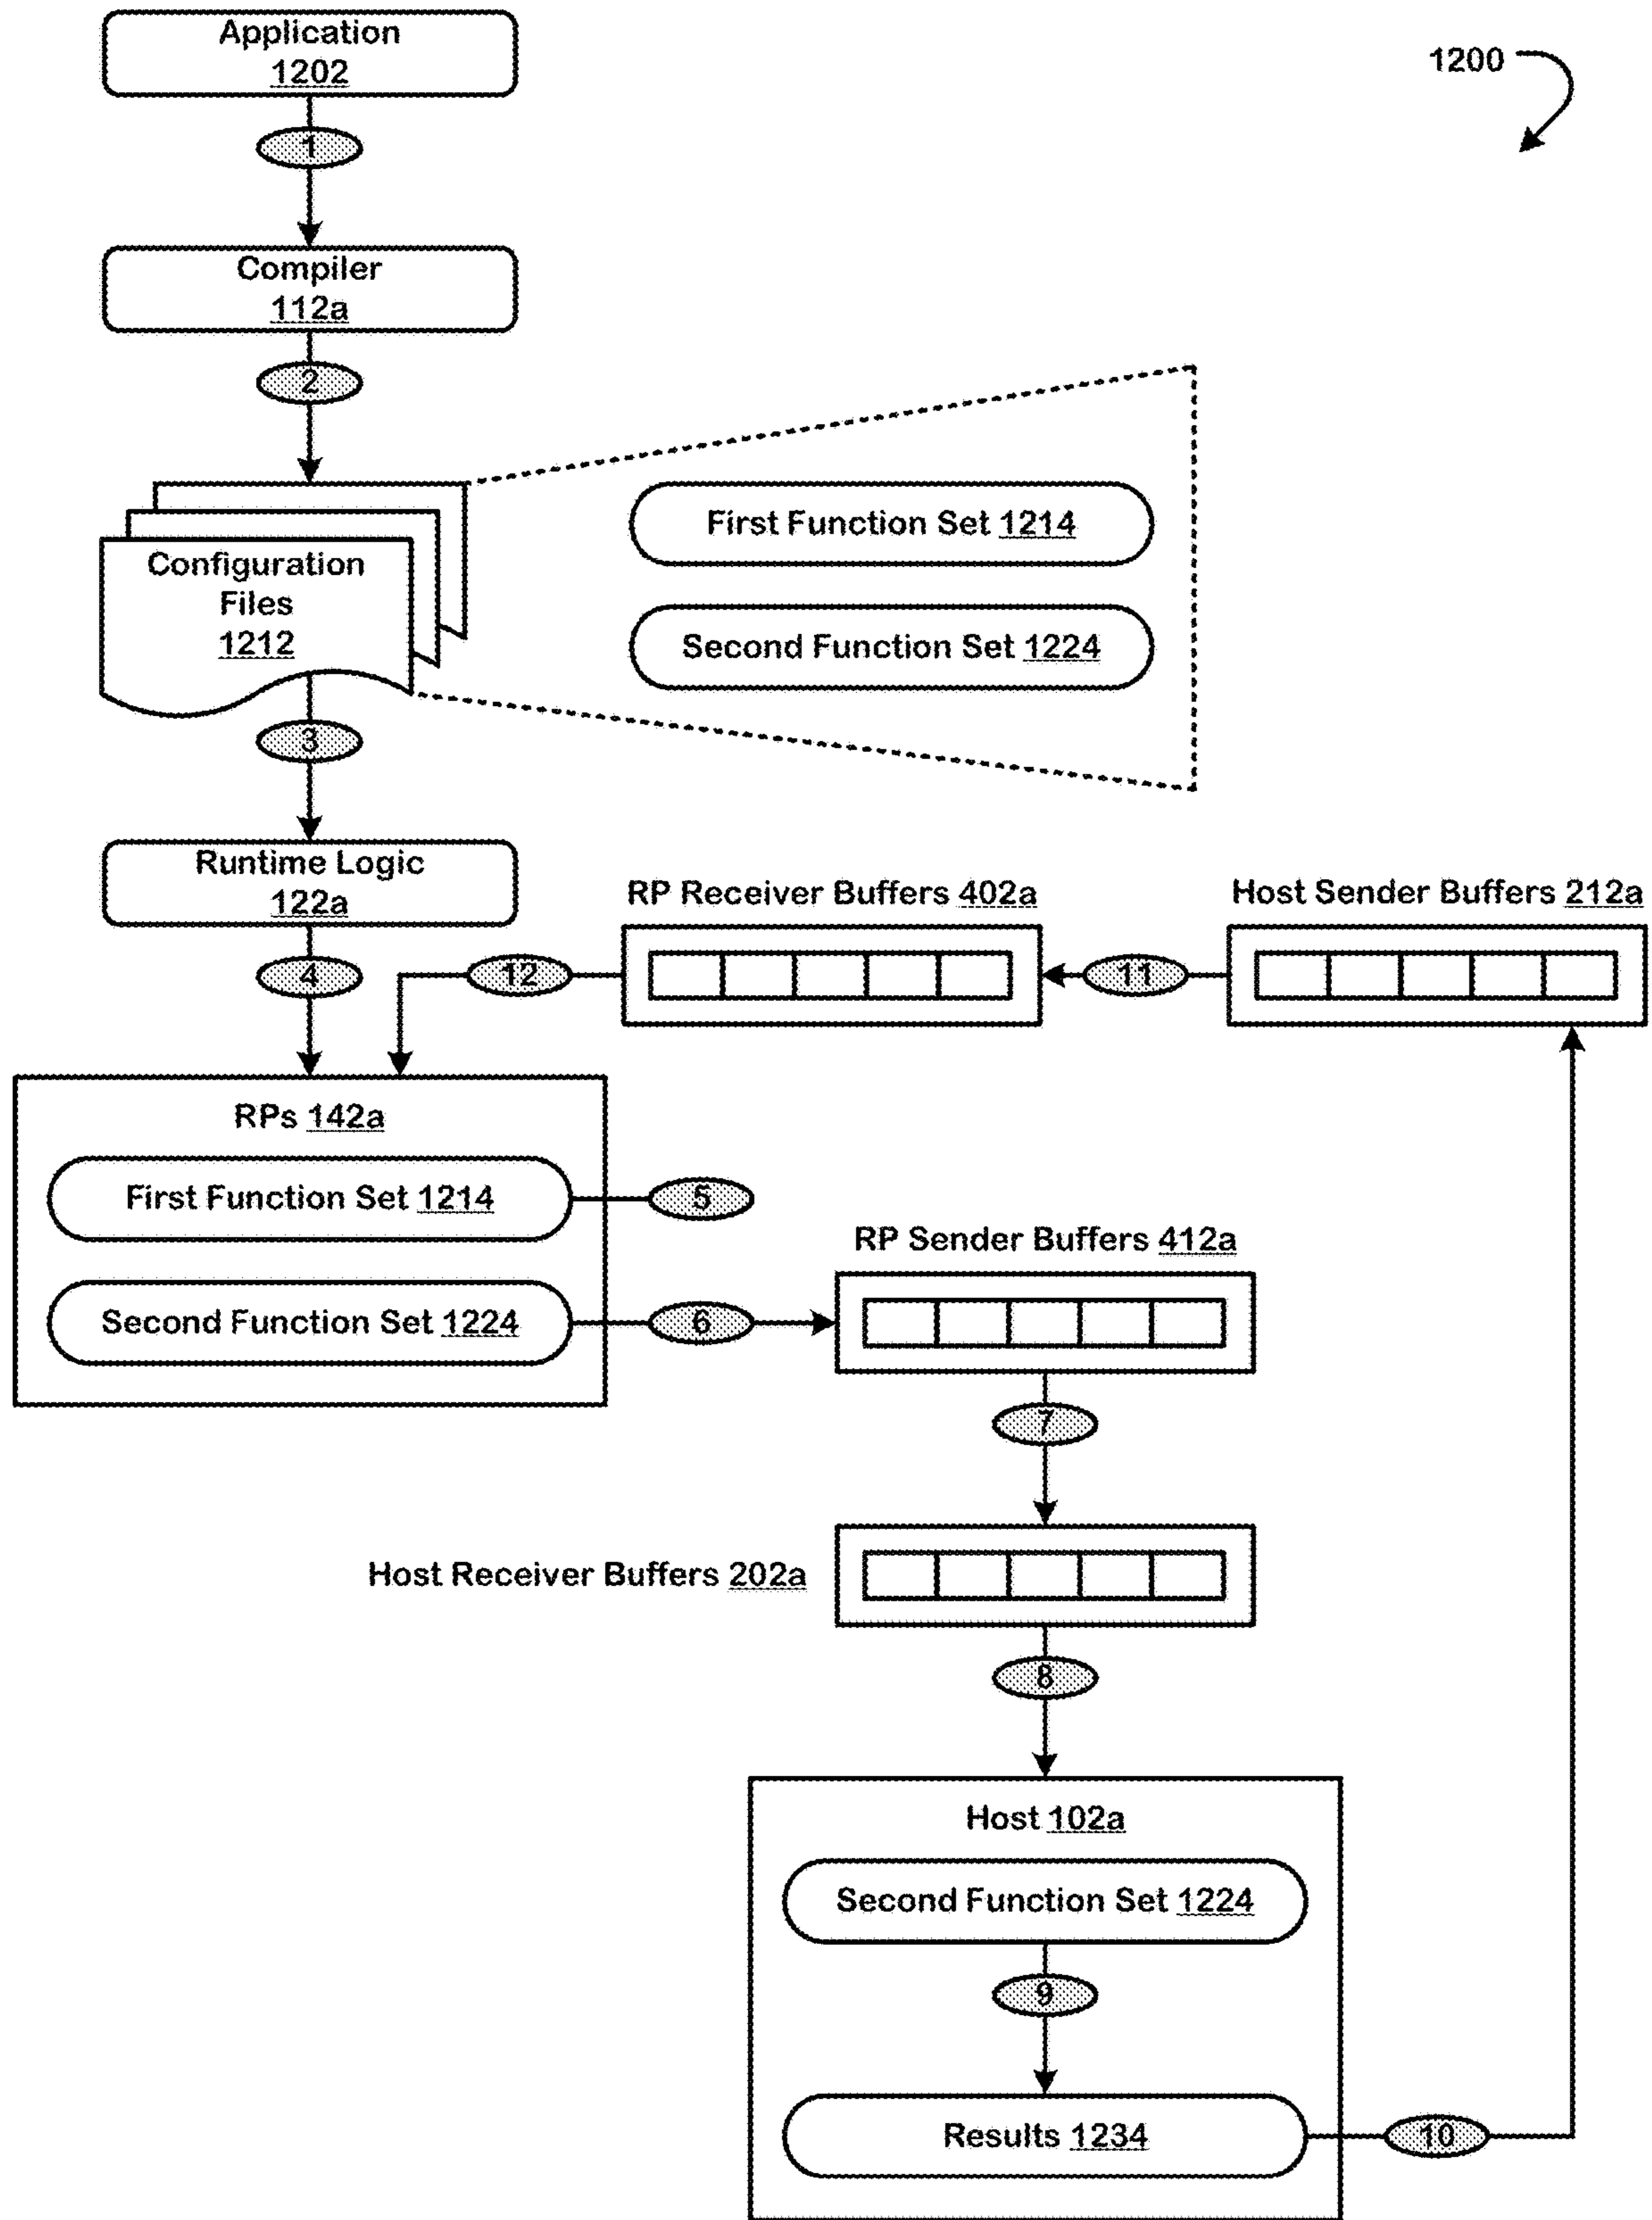 Application
1202
1200
1
Compiler
112a
2
First Function Set 1214
Configuration
Files
1212
Second Function Set 1224
3
Runtime Logic
122a
RP Receiver Buffers 402a
Host Sender Buffers 212a
4
12
11
RPs 142a
First Function Set 1214
5
RP Sender Buffers 412a
Second Function Set 1224
6
7
Host Receiver Buffers 202a
8
Host 102a
Second Function Set 1224
9
Results 1234
10